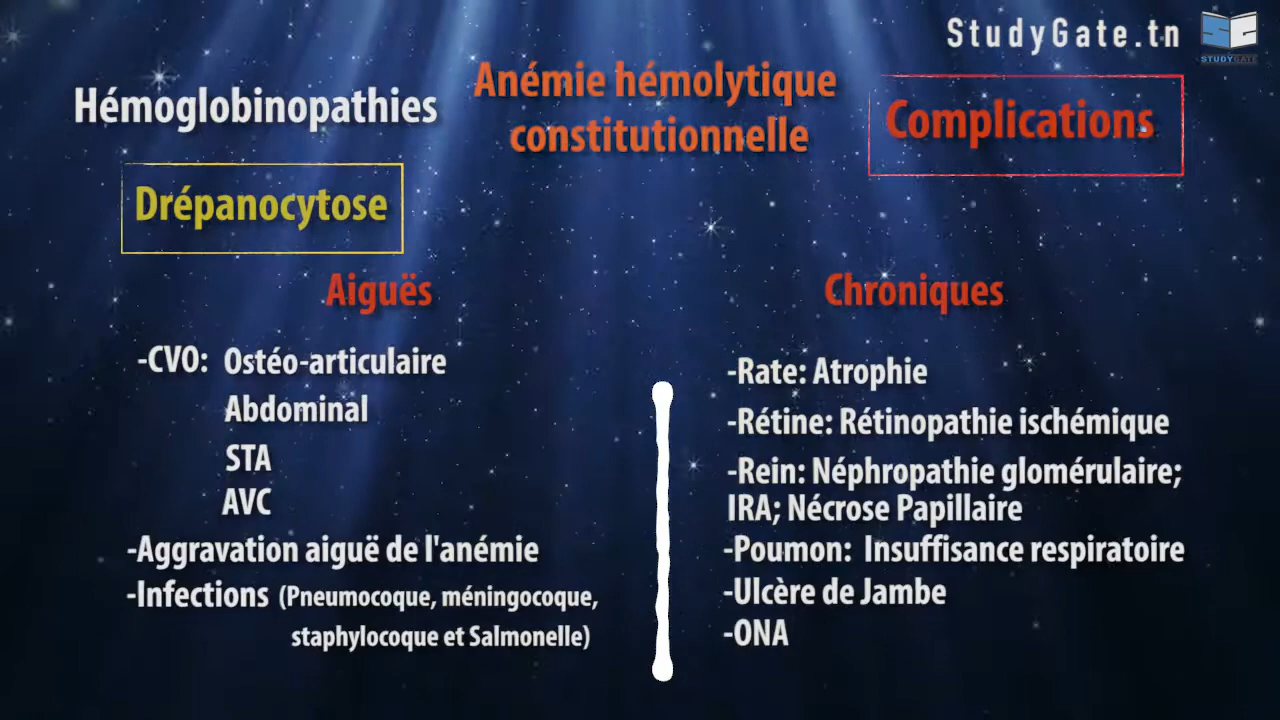 StudyGate.tn
STUDYGATE
Hémoglobinopathies
Anémie hémolytique
constitutionnelle
Complications
Drépanocytose
Aiguës
-CVO: Ostéo-articulaire
Abdominal
STA
AVC
-Aggravation aiguë de l'anémie
-Infections (Pneumocoque, méningocoque,
staphylocoque et Salmonelle)
Chroniques
-Rate: Atrophie
-Rétine: Rétinopathie ischémique
-Rein: Néphropathie glomérulaire;
IRA; Nécrose Papillaire
-Poumon: Insuffisance respiratoire
-Ulcère de Jambe
-ONA